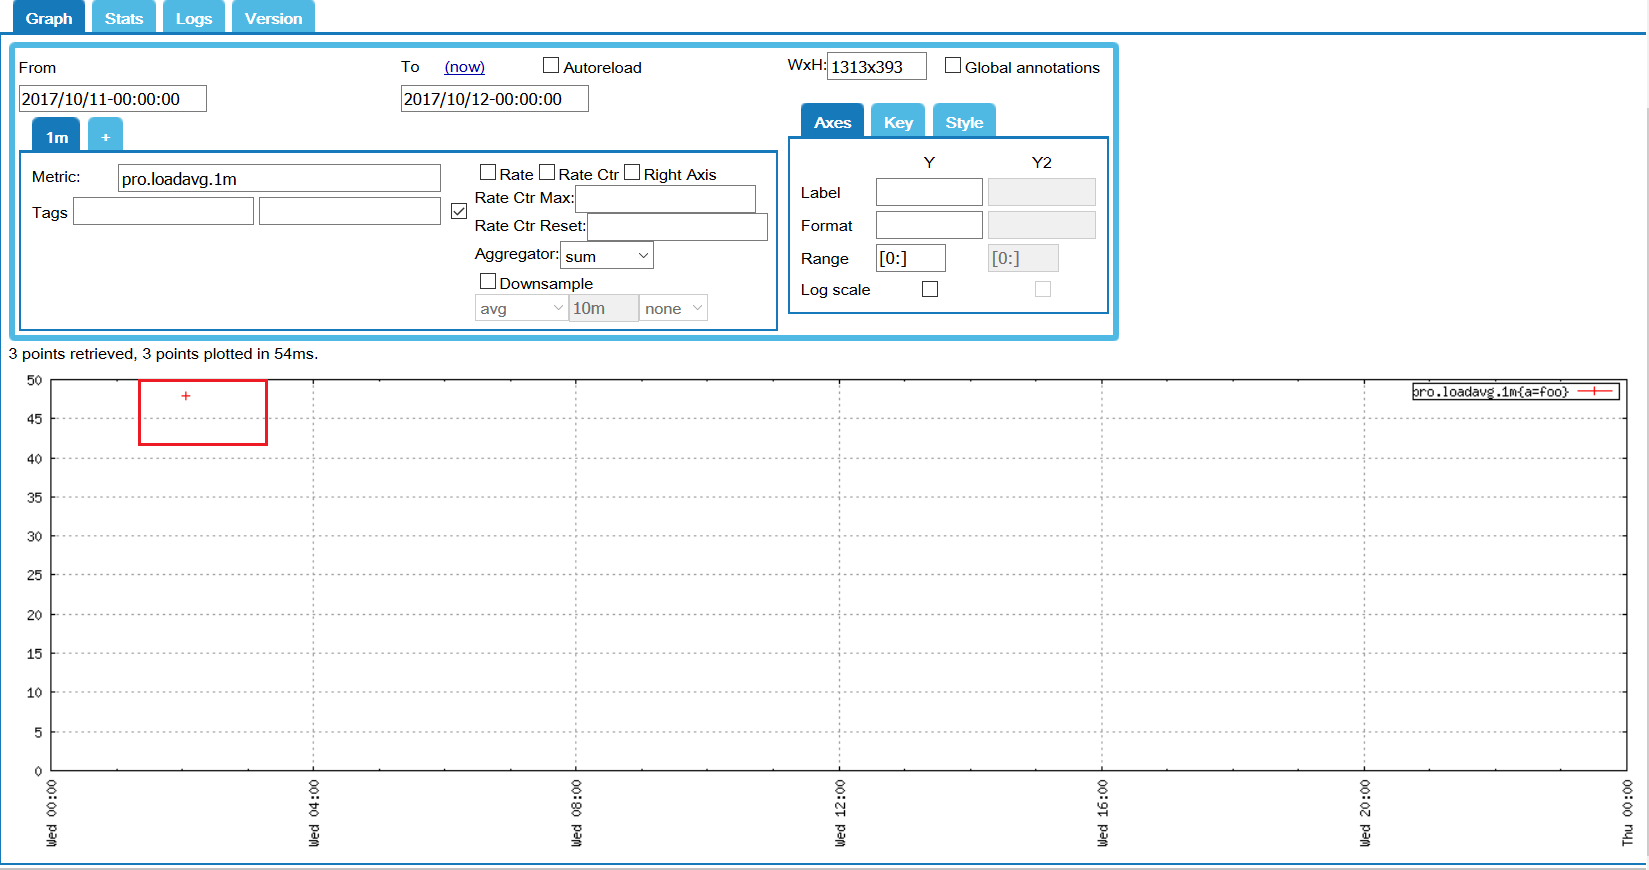 Graph Stats Logs Version
From To (now) Autoreload WxH: 1313x393 Global annotations
2017/10/11-00:00:00 2017/10/12-00:00:00
1m + Axes Key Style
Y Y2
Metric: pro.loadavg.1m Rate Rate Ctr Right Axis
Rate Ctr Max: Label
Tags
Rate Ctr Reset: Format
Aggregator: sum Range [0:] [0:]
Downsample Log scale
avg 10m none
3 points retrieved, 3 points plotted in 54ms.
pro.loadavg.1m{a=foo}
50
45
40
35
30
25
20
15
10
5
0
Wed 00:00 Wed 04:00 Wed 08:00 Wed 12:00 Wed 16:00 Wed 20:00 Thu 00:00